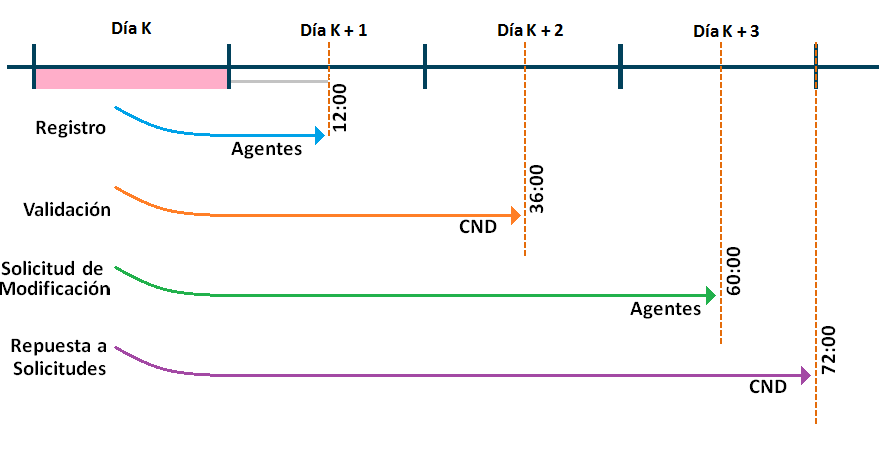 Día K
Día K + 1
Día K + 2
Día K + 3
12:00
Registro
Agentes
36:00
Validación
CND
60:00
Solicitud de
Modificación
Agentes
72:00
Repuesta a
Solicitudes
CND